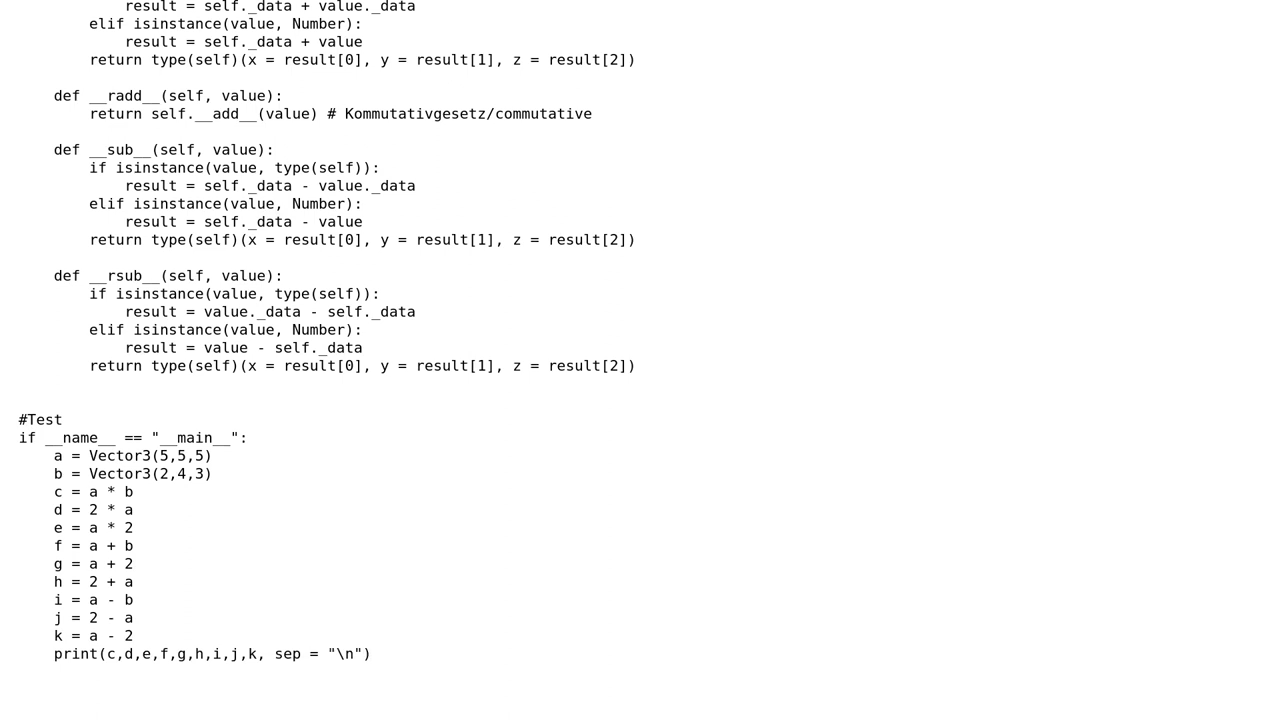 result = self._data + value._data
        elif isinstance(value, Number):
            result = self._data + value
        return type(self)(x = result[0], y = result[1], z = result[2])

    def __radd__(self, value):
        return self.__add__(value) # Kommutativgesetz/commutative

    def __sub__(self, value):
        if isinstance(value, type(self)):
            result = self._data - value._data
        elif isinstance(value, Number):
            result = self._data - value
        return type(self)(x = result[0], y = result[1], z = result[2])

    def __rsub__(self, value):
        if isinstance(value, type(self)):
            result = value._data - self._data
        elif isinstance(value, Number):
            result = value - self._data
        return type(self)(x = result[0], y = result[1], z = result[2])


#Test
if __name__ == "__main__":
    a = Vector3(5,5,5)
    b = Vector3(2,4,3)
    c = a * b
    d = 2 * a
    e = a * 2
    f = a + b
    g = a + 2
    h = 2 + a
    i = a - b
    j = 2 - a
    k = a - 2
    print(c,d,e,f,g,h,i,j,k, sep = "\n")